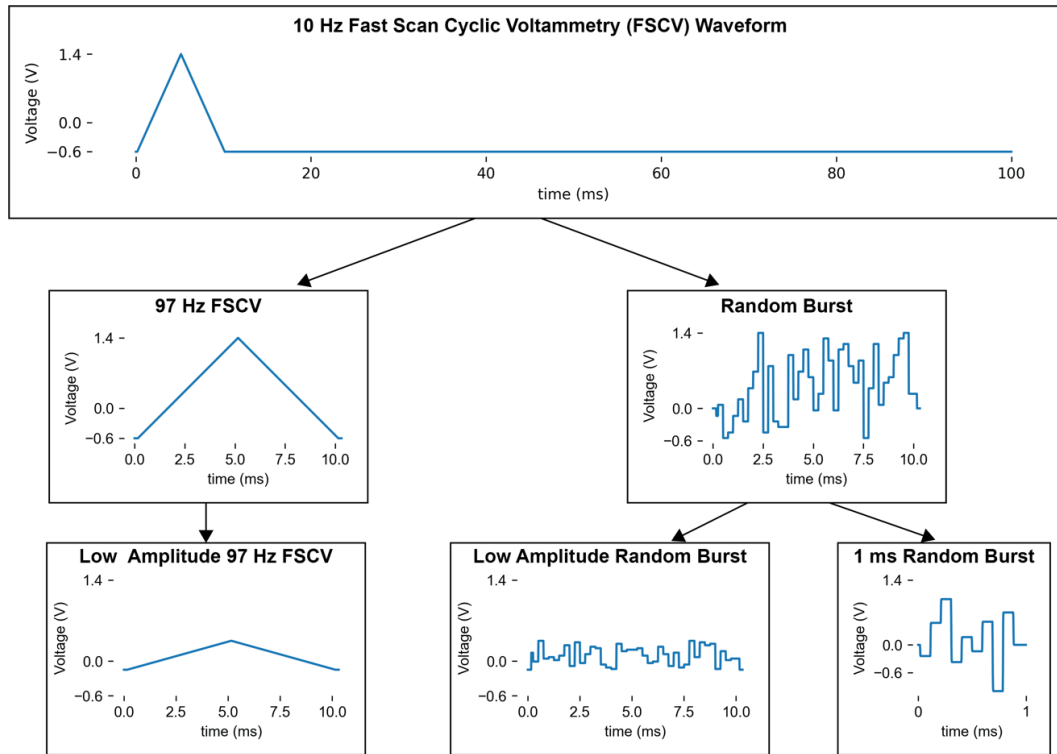 10 Hz Fast Scan Cyclic Voltammetry (FSCV) Waveform
Voltage (V)
1.4
0.0
−0.6
0 20 40 60 80 100
time (ms)
97 Hz FSCV
Voltage (V)
1.4
0.0
−0.6
0.0 2.5 5.0 7.5 10.0
time (ms)
Random Burst
Voltage (V)
1.4
0.0
−0.6
0.0 2.5 5.0 7.5 10.0
time (ms)
Low Amplitude 97 Hz FSCV
Voltage (V)
1.4
0.0
−0.6
0.0 2.5 5.0 7.5 10.0
time (ms)
Low Amplitude Random Burst
Voltage (V)
1.4
0.0
−0.6
0.0 2.5 5.0 7.5 10.0
time (ms)
1 ms Random Burst
Voltage (V)
1.4
0.0
−0.6
0 1
time (ms)